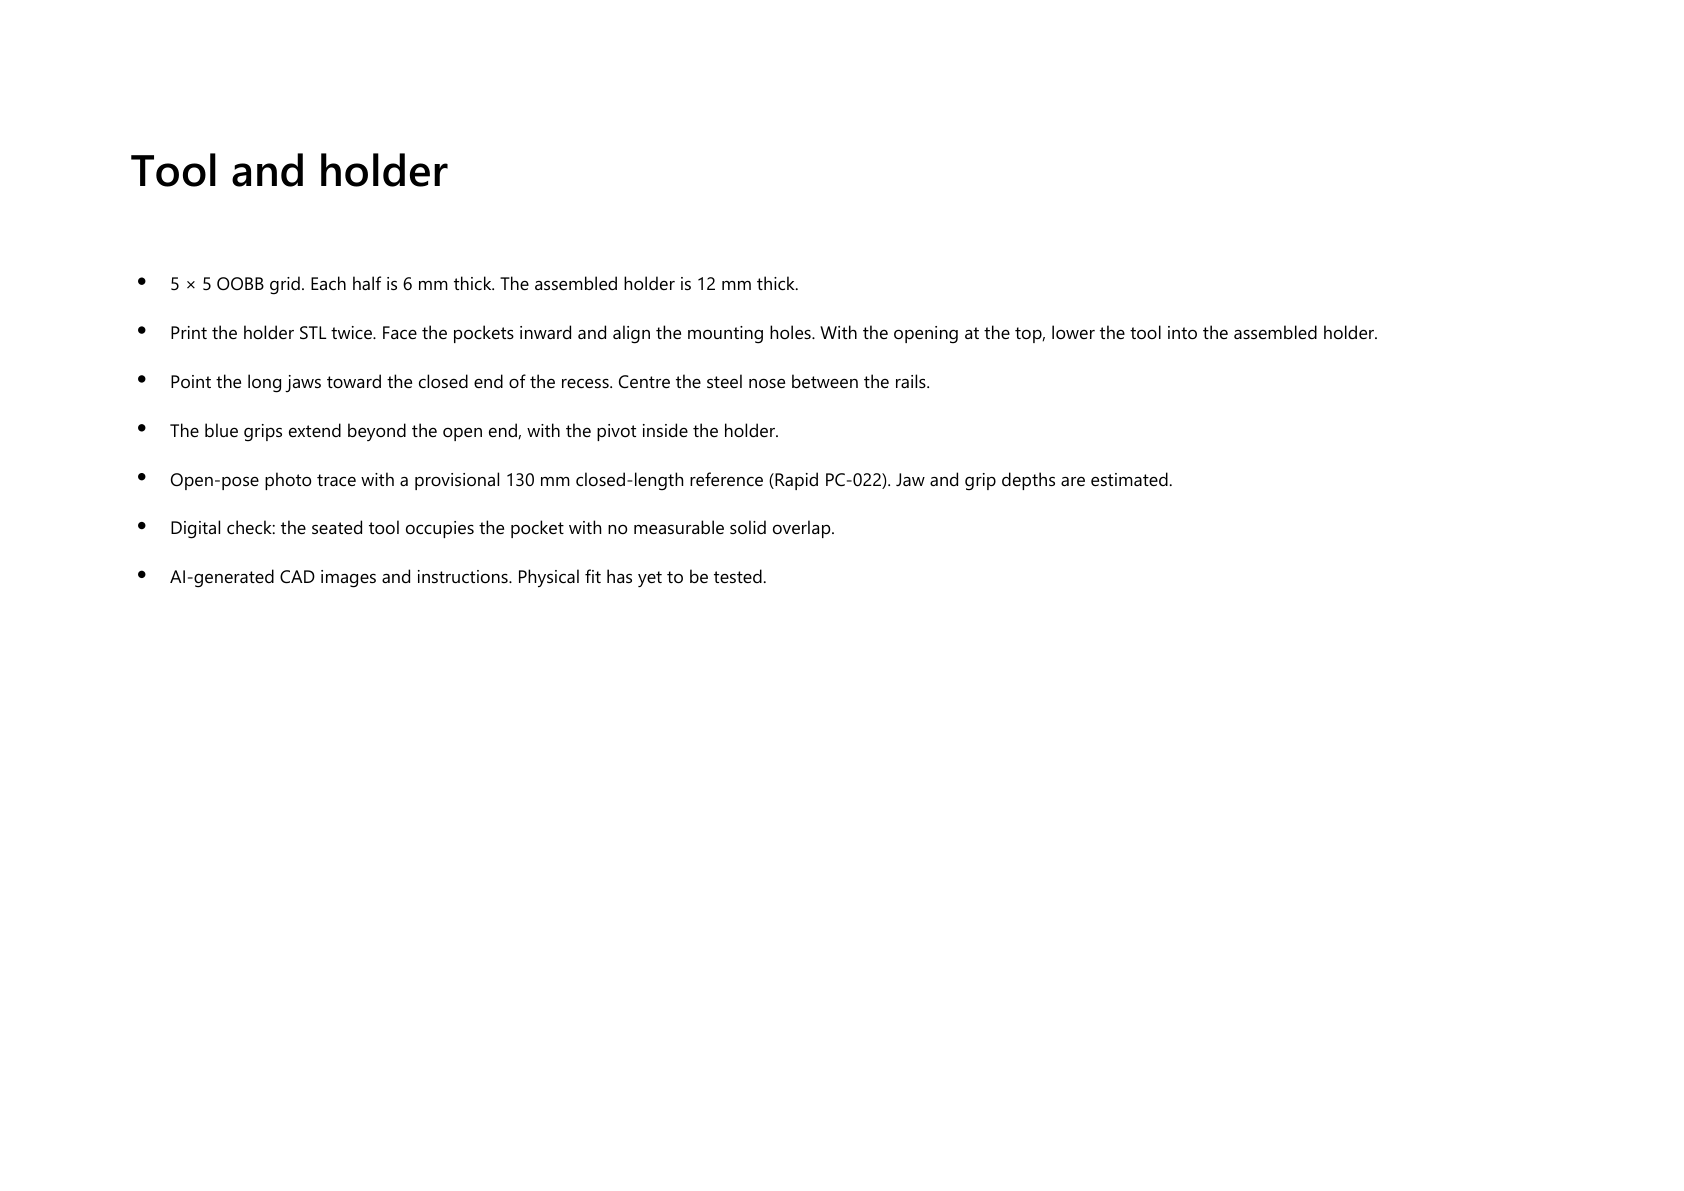 Tool and holder
• 5 × 5 OOBB grid. Each half is 6 mm thick. The assembled holder is 12 mm thick.
• Print the holder STL twice. Face the pockets inward and align the mounting holes. With the opening at the top, lower the tool into the assembled holder.
• Point the long jaws toward the closed end of the recess. Centre the steel nose between the rails.
• The blue grips extend beyond the open end, with the pivot inside the holder.
• Open-pose photo trace with a provisional 130 mm closed-length reference (Rapid PC-022). Jaw and grip depths are estimated.
• Digital check: the seated tool occupies the pocket with no measurable solid overlap.
• AI-generated CAD images and instructions. Physical fit has yet to be tested.